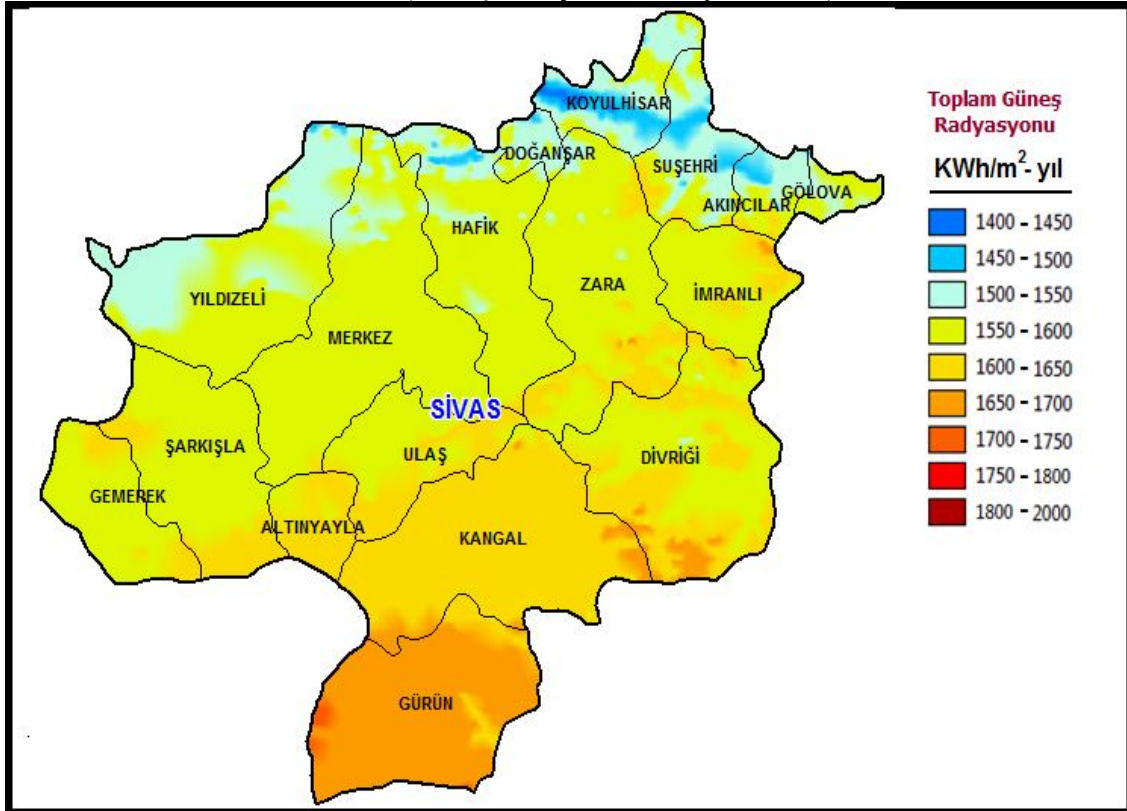 KOYULHİSAR
DOĞANŞAR
SUŞEHRİ
GÖLOVA
AKINCILAR
HAFİK
ZARA
İMRANLI
YILDIZELİ
MERKEZ
SİVAS
ŞARKIŞLA
ULAŞ
DİVRİĞİ
GEMEREK
ALTINYAYLA
KANGAL
GÜRÜN
Toplam Güneş
Radyasyonu
KWh/m²- yıl
1400 - 1450
1450 - 1500
1500 - 1550
1550 - 1600
1600 - 1650
1650 - 1700
1700 - 1750
1750 - 1800
1800 - 2000